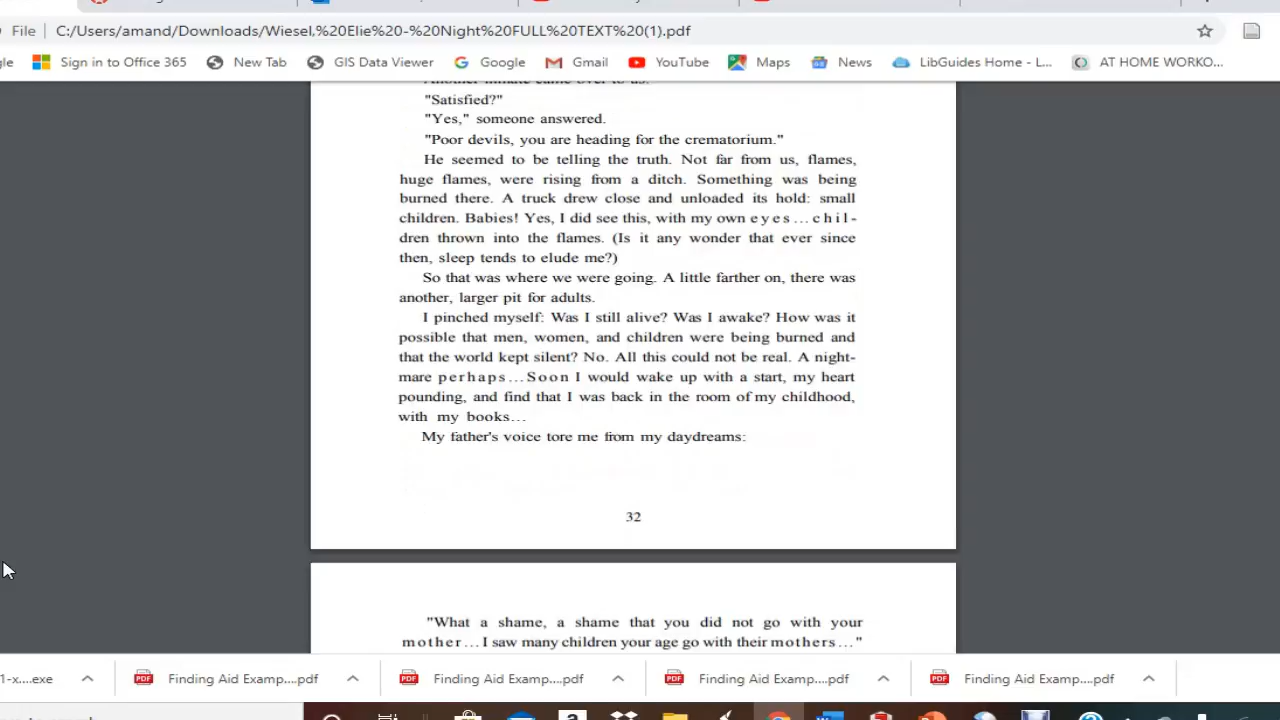 File C:/Users/amand/Downloads/Wiesel,%20Elie%20-%20Night%20FULL%20TEXT%20(1).pdf
Sign in to Office 365 New Tab GIS Data Viewer Google Gmail YouTube Maps News LibGuides Home - L... AT HOME WORKO...
"Satisfied?"
"Yes," someone answered.
"Poor devils, you are heading for the crematorium."
He seemed to be telling the truth. Not far from us, flames,
huge flames, were rising from a ditch. Something was being
burned there. A truck drew close and unloaded its hold: small
children. Babies! Yes, I did see this, with my own eyes...chil-
dren thrown into the flames. (Is it any wonder that ever since
then, sleep tends to elude me?)
So that was where we were going. A little farther on, there was
another, larger pit for adults.
I pinched myself: Was I still alive? Was I awake? How was it
possible that men, women, and children were being burned and
that the world kept silent? No. All this could not be real. A night-
mare perhaps...Soon I would wake up with a start, my heart
pounding, and find that I was back in the room of my childhood,
with my books...
My father's voice tore me from my daydreams:
32
"What a shame, a shame that you did not go with your
mother...I saw many children your age go with their mothers..."
1-x....exe Finding Aid Examp....pdf Finding Aid Examp....pdf Finding Aid Examp....pdf Finding Aid Examp....pdf